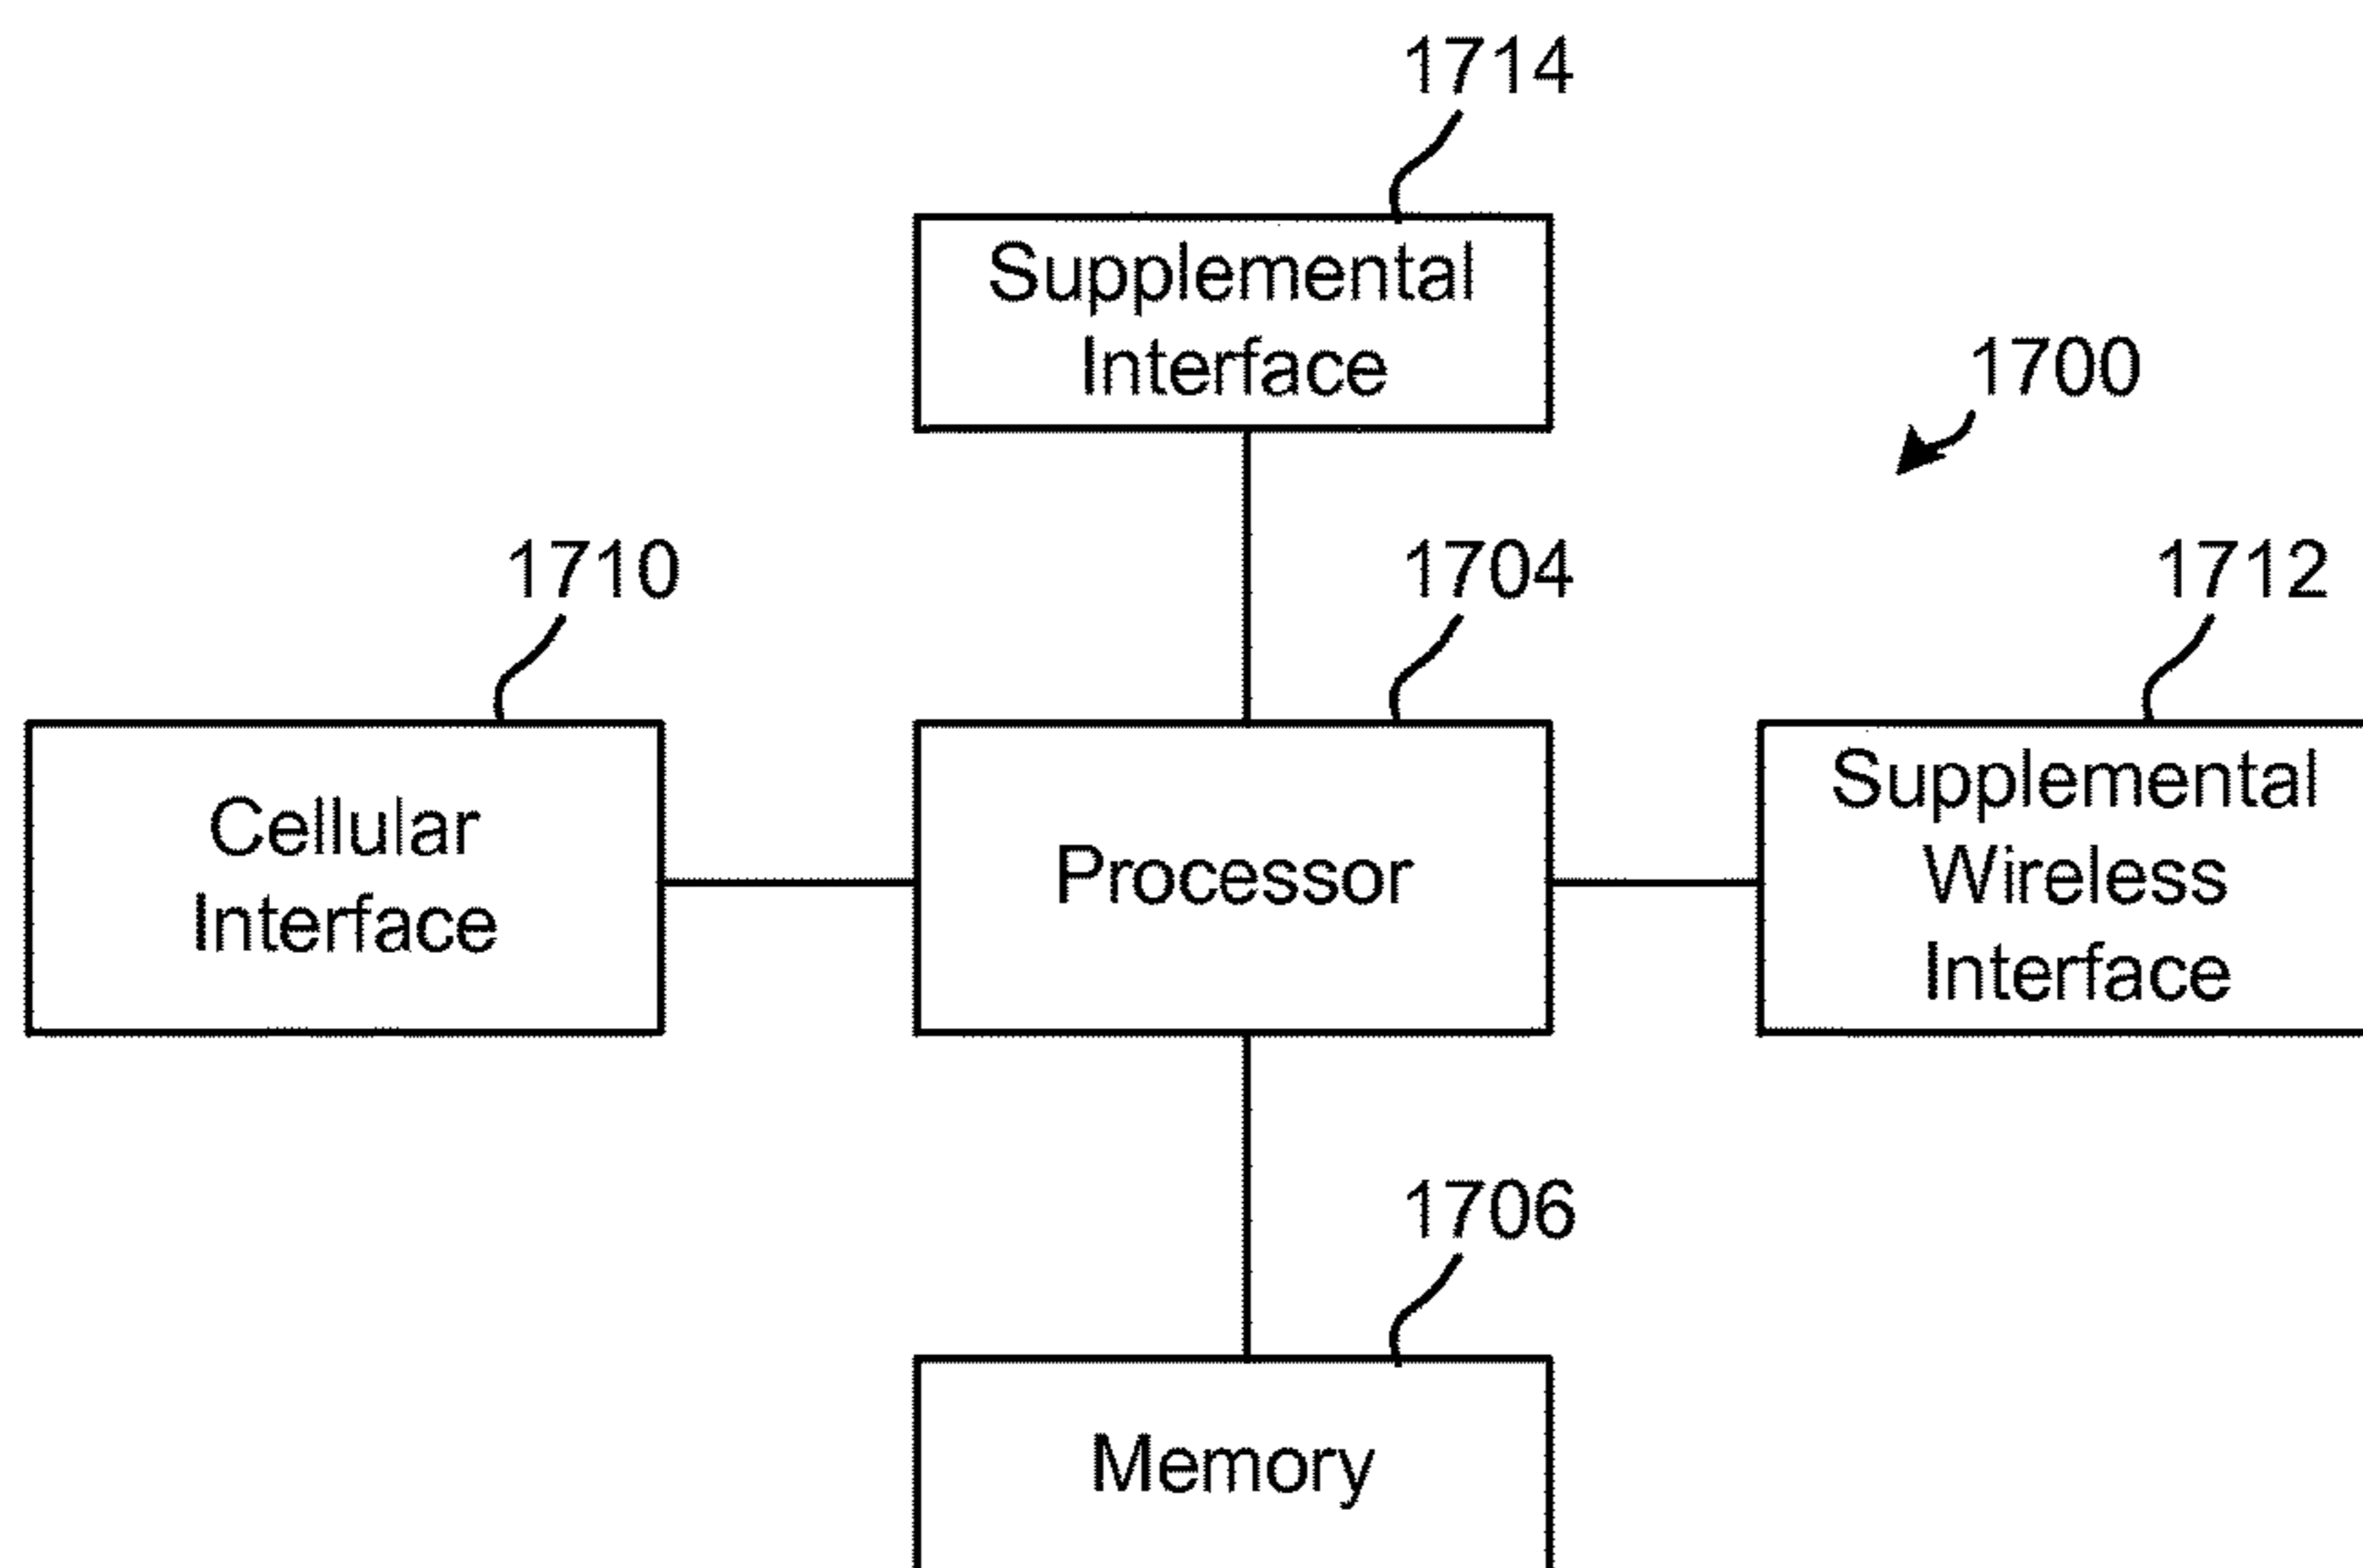 1714
Supplemental
Interface
1700
1710
1704
1712
Cellular
Interface
Processor
Supplemental
Wireless
Interface
1706
Memory